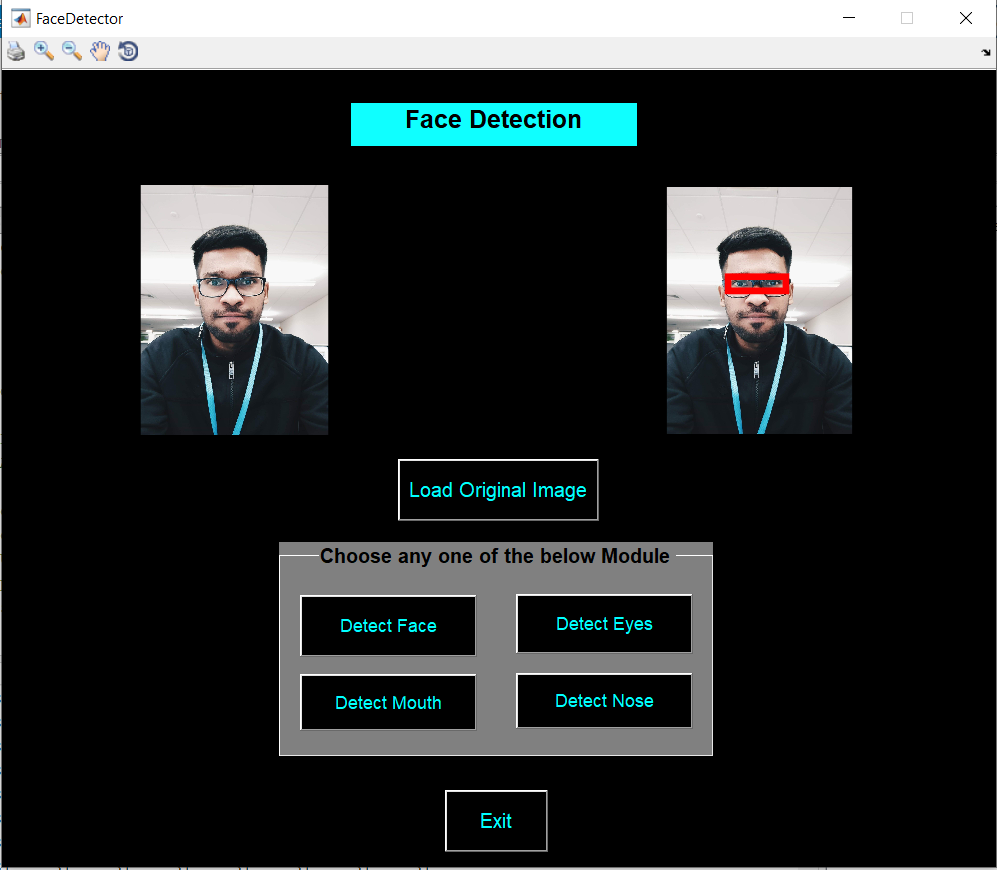 FaceDetector
Face Detection
Load Original Image
Choose any one of the below Module
Detect Face
Detect Eyes
Detect Mouth
Detect Nose
Exit